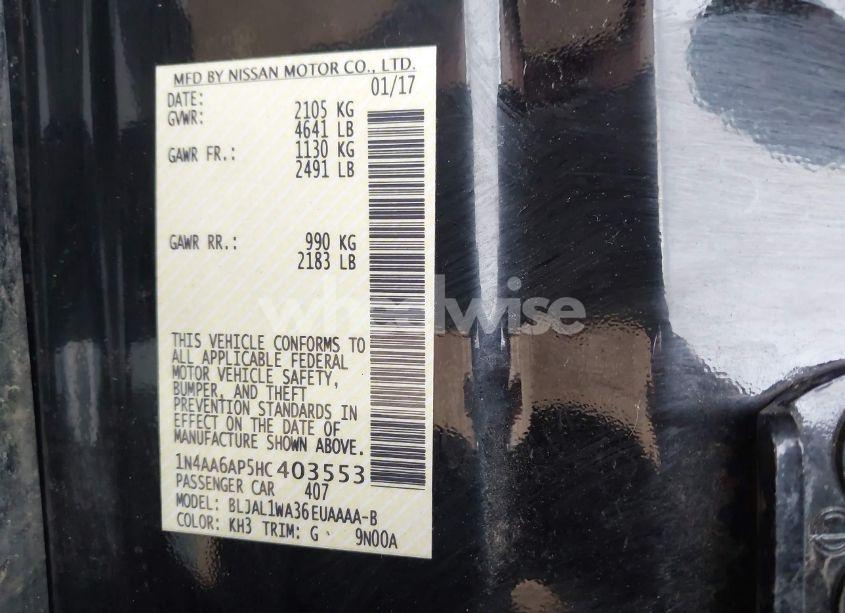 MFD BY NISSAN MOTOR CO., LTD.
DATE: 01/17
GVWR: 2105 KG
4641 LB
GAWR FR.: 1130 KG
2491 LB
GAWR RR.: 990 KG
2183 LB
wheelwise
THIS VEHICLE CONFORMS TO
ALL APPLICABLE FEDERAL
MOTOR VEHICLE SAFETY,
BUMPER, AND THEFT
PREVENTION STANDARDS IN
EFFECT ON THE DATE OF
MANUFACTURE SHOWN ABOVE.
1N4AA6AP5HC403553
PASSENGER CAR 407
MODEL: BLJAL1WA36EUAAAA-B
COLOR: KH3 TRIM: G 9N00A